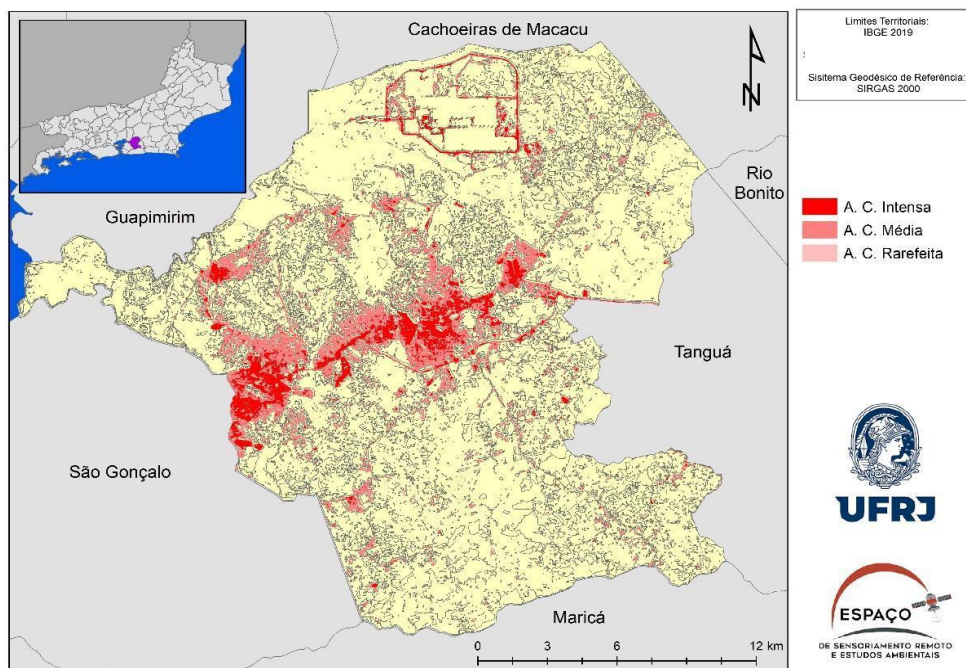 Cachoeiras de Macacu
Limites Territoriais:
IBGE 2019
Sisitema Geodésico de Referência:
SIRGAS 2000
N
Rio
Bonito
Guapimirim
A. C. Intensa
A. C. Média
A. C. Rarefeita
Tanguá
São Gonçalo
UFRJ
Maricá
0 3 6 12 km
ESPAÇO
DE SENSORIAMENTO REMOTO
E ESTUDOS AMBIENTAIS